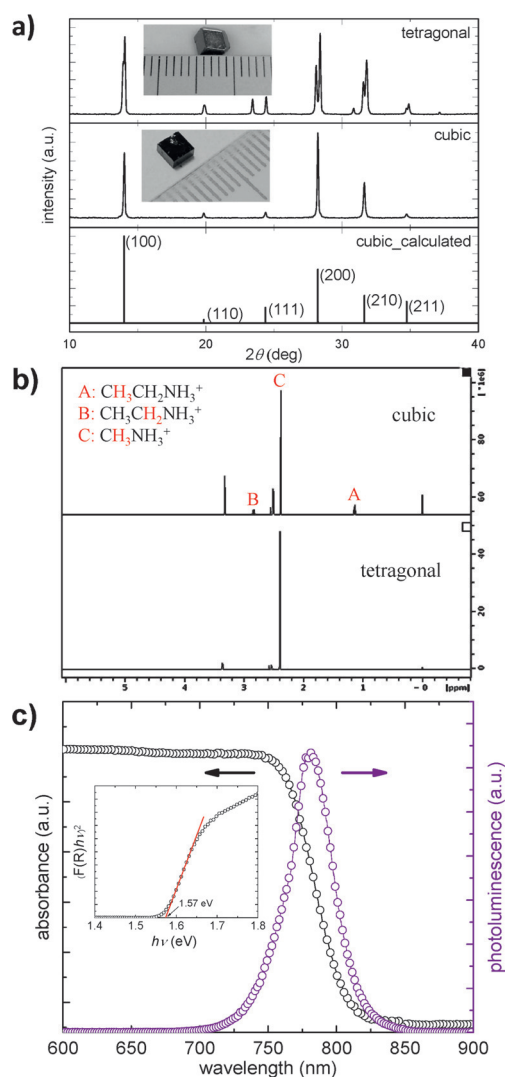 a)
tetragonal
cubic
cubic_calculated
(100)
(110)
(111)
(200)
(210)
(211)
intensity (a.u.)
10 20 30 40
2θ (deg)
b)
A: CH3CH2NH3+
B: CH3CH2NH3+
C: CH3NH3+
C
B
A
cubic
tetragonal
80
60
40
20
0
5 4 3 2 1 - 0 [ppm]
c)
absorbance (a.u.)
photoluminescence (a.u.)
(F(R)hν)2
1.57 eV
1.4 1.5 1.6 1.7 1.8
hν (eV)
600 650 700 750 800 850 900
wavelength (nm)